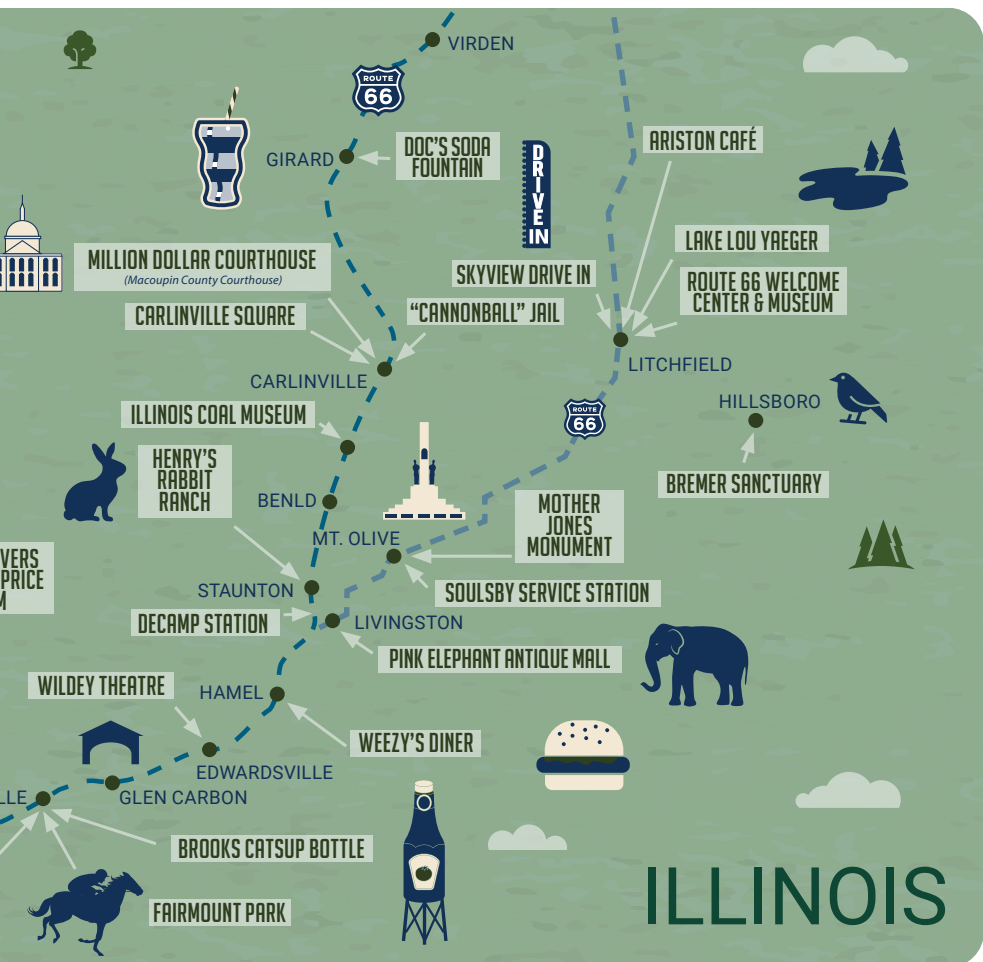 VIRDEN
ROUTE
66
GIRARD
DOC'S SODA
FOUNTAIN
DRIVE IN
ARISTON CAFÉ
LAKE LOU YAEGER
MILLION DOLLAR COURTHOUSE
(Macoupin County Courthouse)
SKYVIEW DRIVE IN
ROUTE 66 WELCOME
CENTER & MUSEUM
CARLINVILLE SQUARE
“CANNONBALL” JAIL
LITCHFIELD
CARLINVILLE
HILLSBORO
ILLINOIS COAL MUSEUM
ROUTE
66
HENRY'S
RABBIT
RANCH
BREMER SANCTUARY
BENLD
MOTHER
JONES
MONUMENT
MT. OLIVE
VERS
PRICE
M
STAUNTON
SOULSBY SERVICE STATION
DECAMP STATION
LIVINGSTON
PINK ELEPHANT ANTIQUE MALL
WILDEY THEATRE
HAMEL
WEEZY'S DINER
EDWARDSVILLE
LLE
GLEN CARBON
BROOKS CATSUP BOTTLE
FAIRMOUNT PARK
ILLINOIS